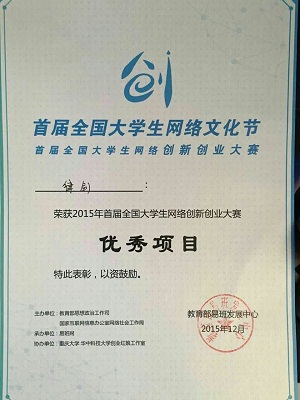 创
首届全国大学生网络文化节
首届全国大学生网络创新创业大赛
健剑：
荣获2015年首届全国大学生网络创新创业大赛
优秀项目
特此表彰，以资鼓励。
主办单位：教育部思想政治工作司
国家互联网信息办公室网络社会工作局
承办单位：易班网
协办单位：重庆大学 华中科技大学创业红旗工作室
教育部易班发展中心
2015年12月